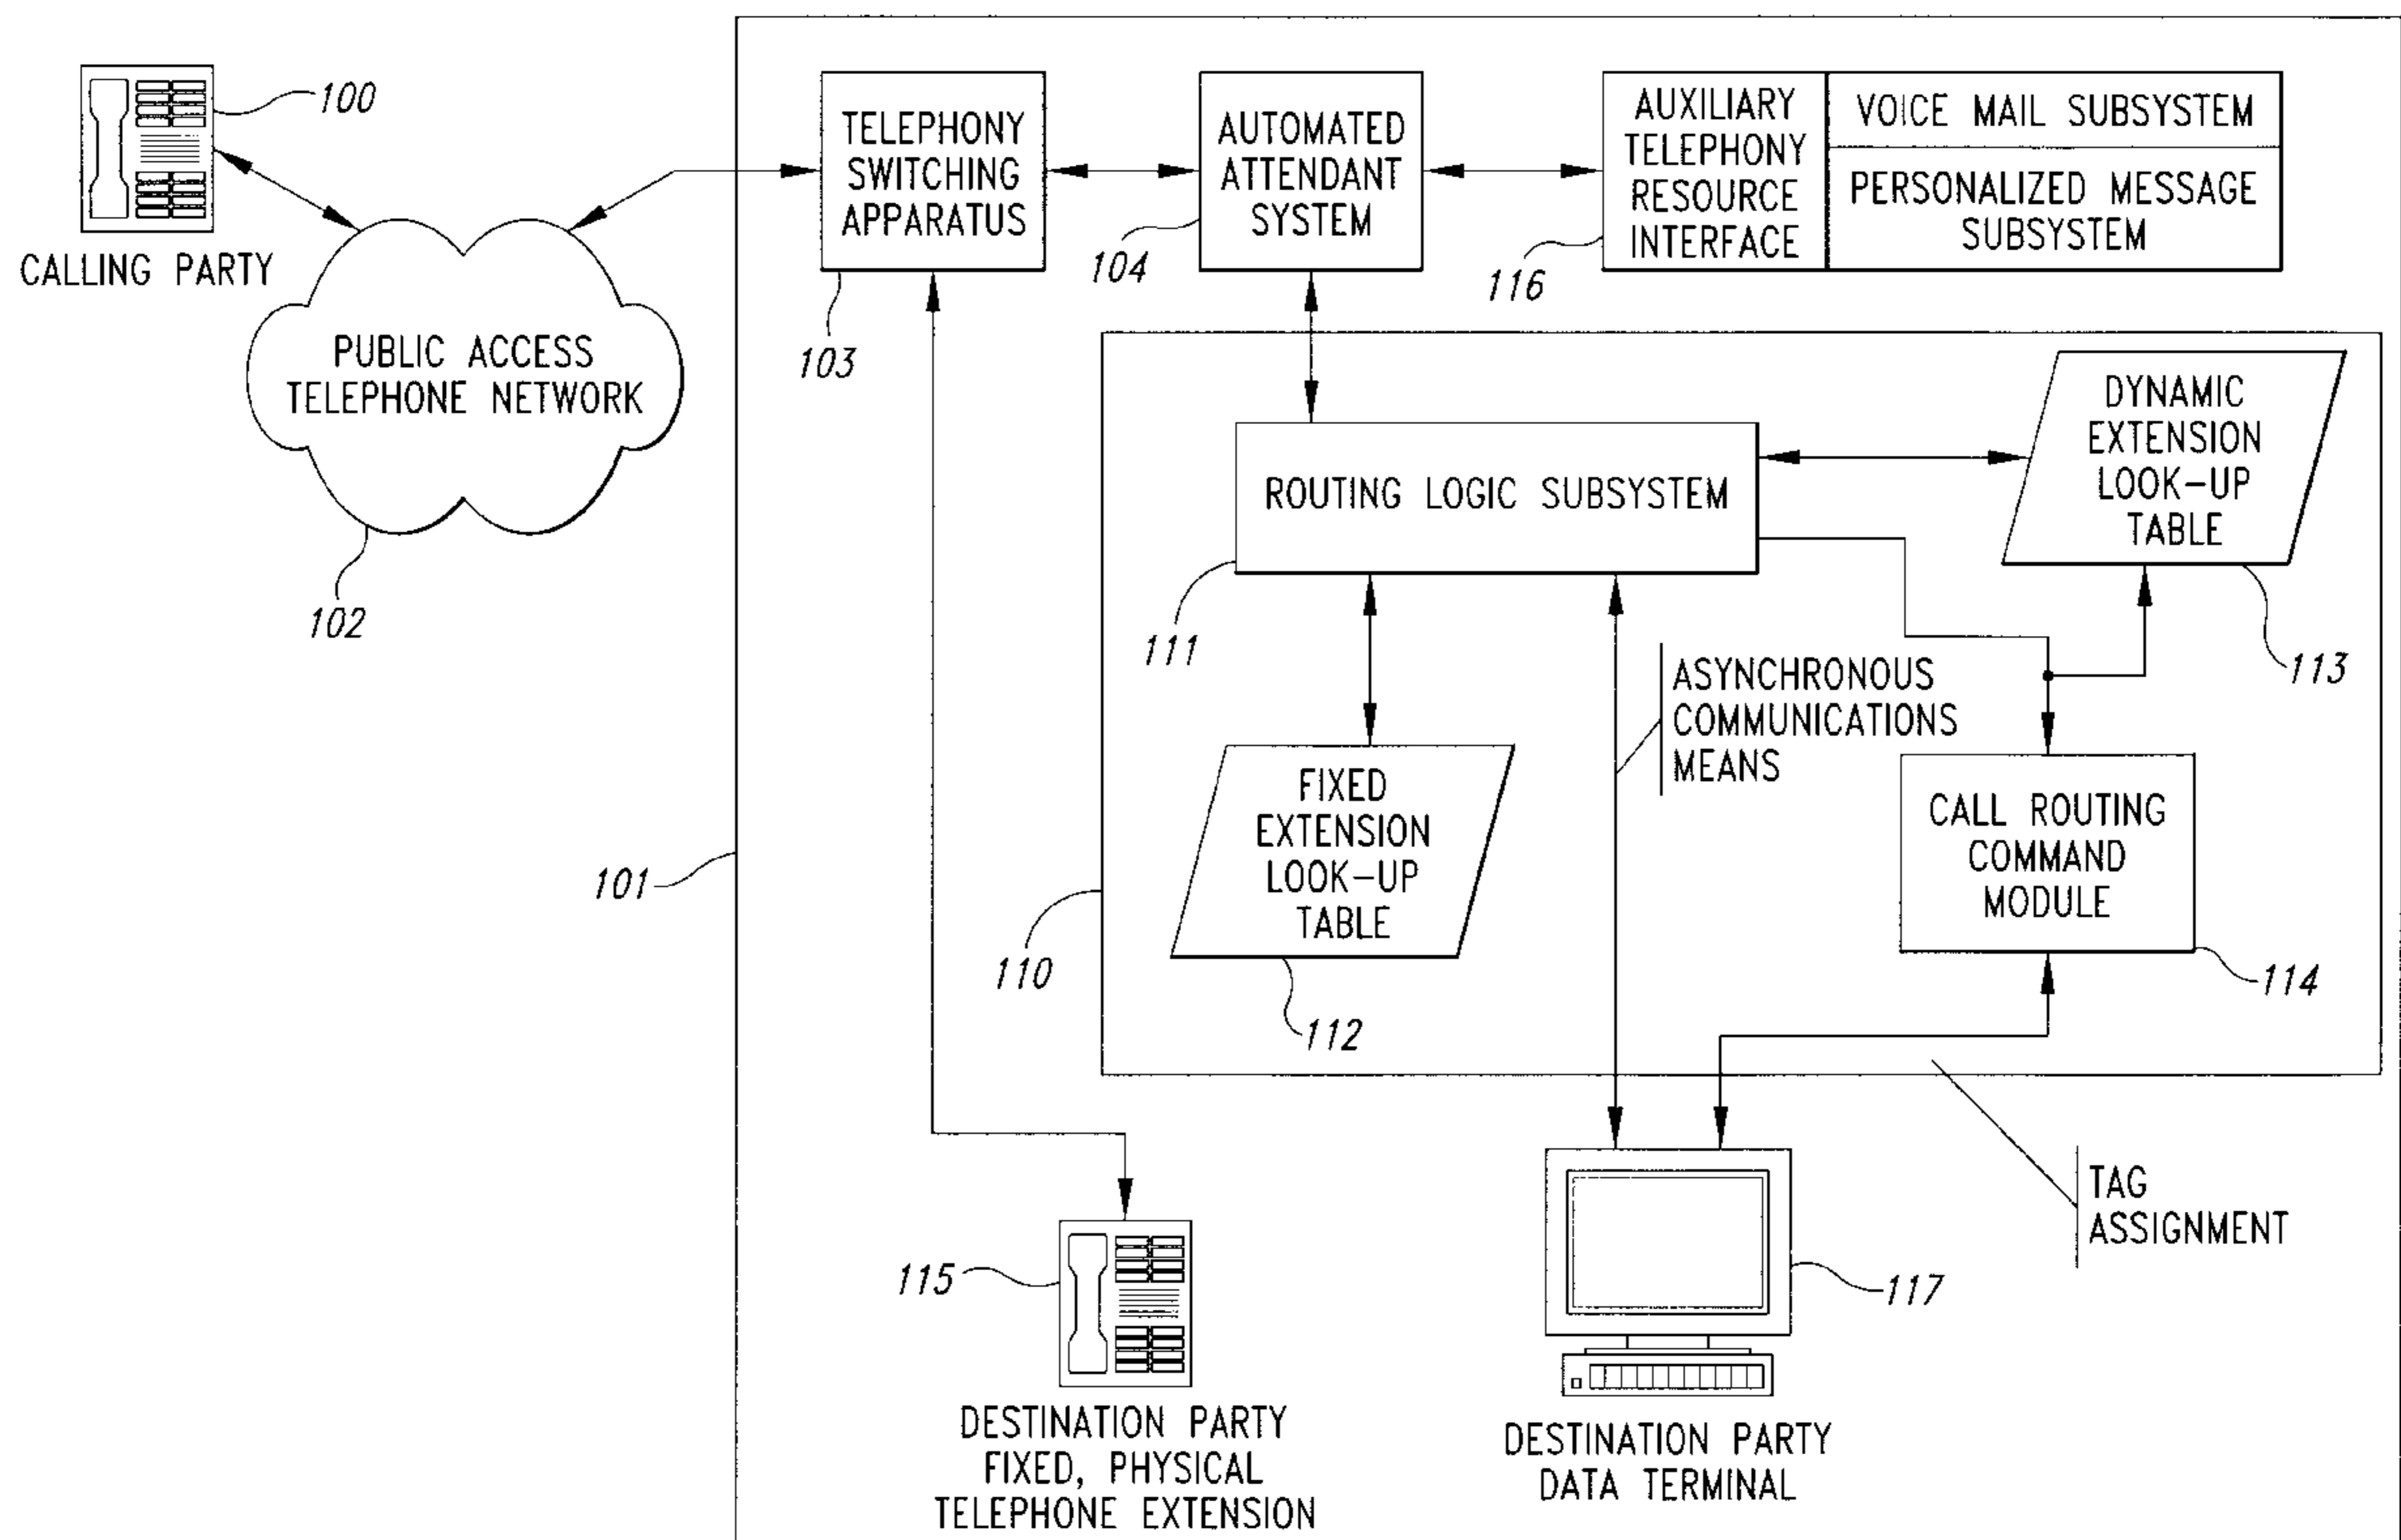 100
CALLING PARTY
PUBLIC ACCESS
TELEPHONE NETWORK
102
101
TELEPHONY
SWITCHING
APPARATUS
103
AUTOMATED
ATTENDANT
SYSTEM
104
AUXILIARY
TELEPHONY
RESOURCE
INTERFACE
116
VOICE MAIL SUBSYSTEM
PERSONALIZED MESSAGE
SUBSYSTEM
ROUTING LOGIC SUBSYSTEM
111
DYNAMIC
EXTENSION
LOOK-UP
TABLE
113
ASYNCHRONOUS
COMMUNICATIONS
MEANS
FIXED
EXTENSION
LOOK-UP
TABLE
112
110
CALL ROUTING
COMMAND
MODULE
114
TAG
ASSIGNMENT
115
DESTINATION PARTY
FIXED, PHYSICAL
TELEPHONE EXTENSION
117
DESTINATION PARTY
DATA TERMINAL